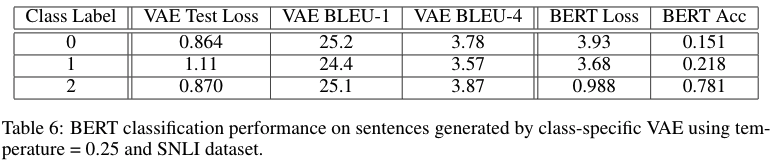 Class Label VAE Test Loss VAE BLEU-1 VAE BLEU-4 BERT Loss BERT Acc
0 0.864 25.2 3.78 3.93 0.151
1 1.11 24.4 3.57 3.68 0.218
2 0.870 25.1 3.87 0.988 0.781
Table 6: BERT classification performance on sentences generated by class-specific VAE using tem-
perature = 0.25 and SNLI dataset.